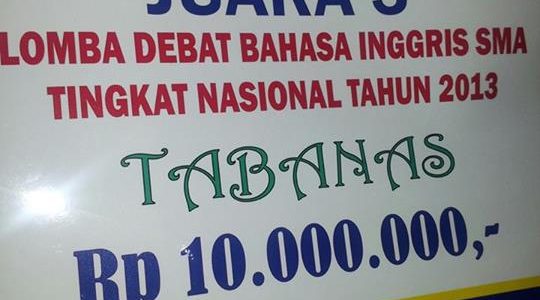 JUARA 3
LOMBA DEBAT BAHASA INGGRIS SMA
TINGKAT NASIONAL TAHUN 2013
TABANAS
Rp 10.000.000,-